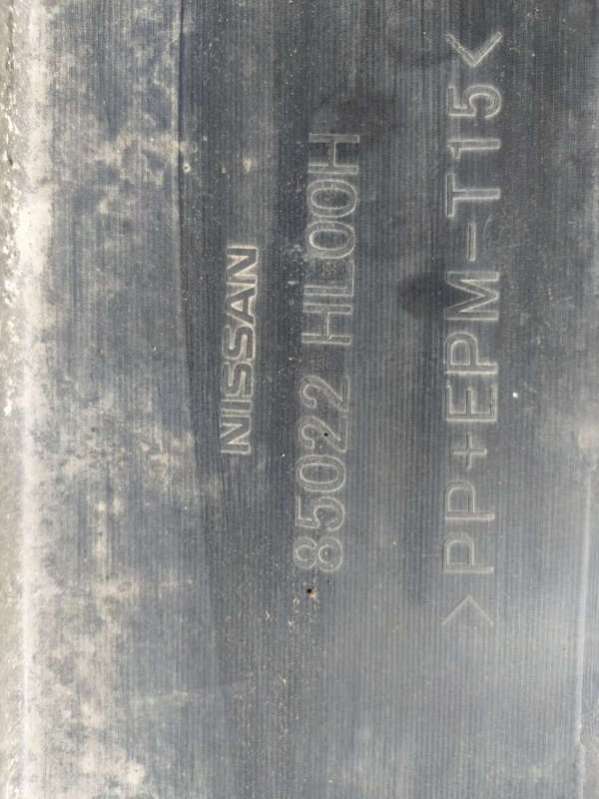 NISSAN
85022 HL00H
>PP+EPM-T15<